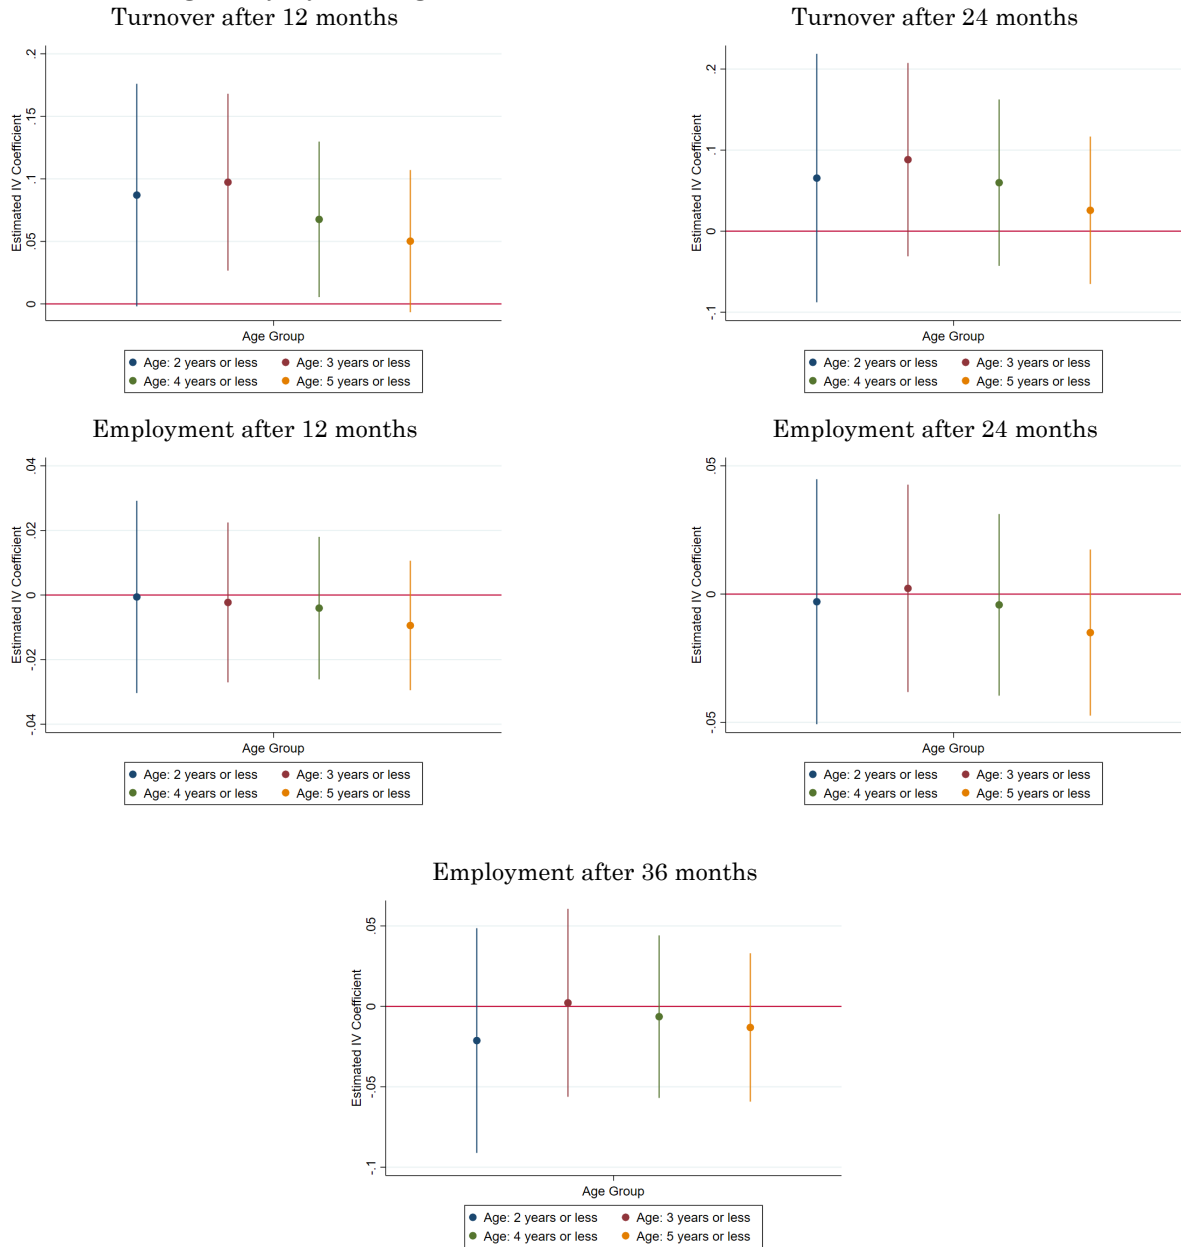 Turnover after 12 months
Estimated IV Coefficient
.2
.15
.1
.05
0
Age Group
Age: 2 years or less
Age: 3 years or less
Age: 4 years or less
Age: 5 years or less
Turnover after 24 months
Estimated IV Coefficient
.2
.1
0
-.1
Age Group
Age: 2 years or less
Age: 3 years or less
Age: 4 years or less
Age: 5 years or less
Employment after 12 months
Estimated IV Coefficient
.04
.02
0
-.02
-.04
Age Group
Age: 2 years or less
Age: 3 years or less
Age: 4 years or less
Age: 5 years or less
Employment after 24 months
Estimated IV Coefficient
.05
0
-.05
Age Group
Age: 2 years or less
Age: 3 years or less
Age: 4 years or less
Age: 5 years or less
Employment after 36 months
Estimated IV Coefficient
.05
0
-.05
-.1
Age Group
Age: 2 years or less
Age: 3 years or less
Age: 4 years or less
Age: 5 years or less